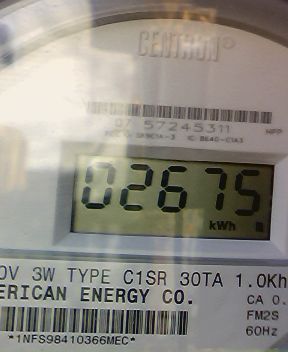 CENTRON®
07 57245311
HPP
02675
kWh
0V 3W TYPE C1SR 30TA 1.0Kh
ERICAN ENERGY CO.
CA 0.
FM2S
60Hz
*1NFS98410366MEC*